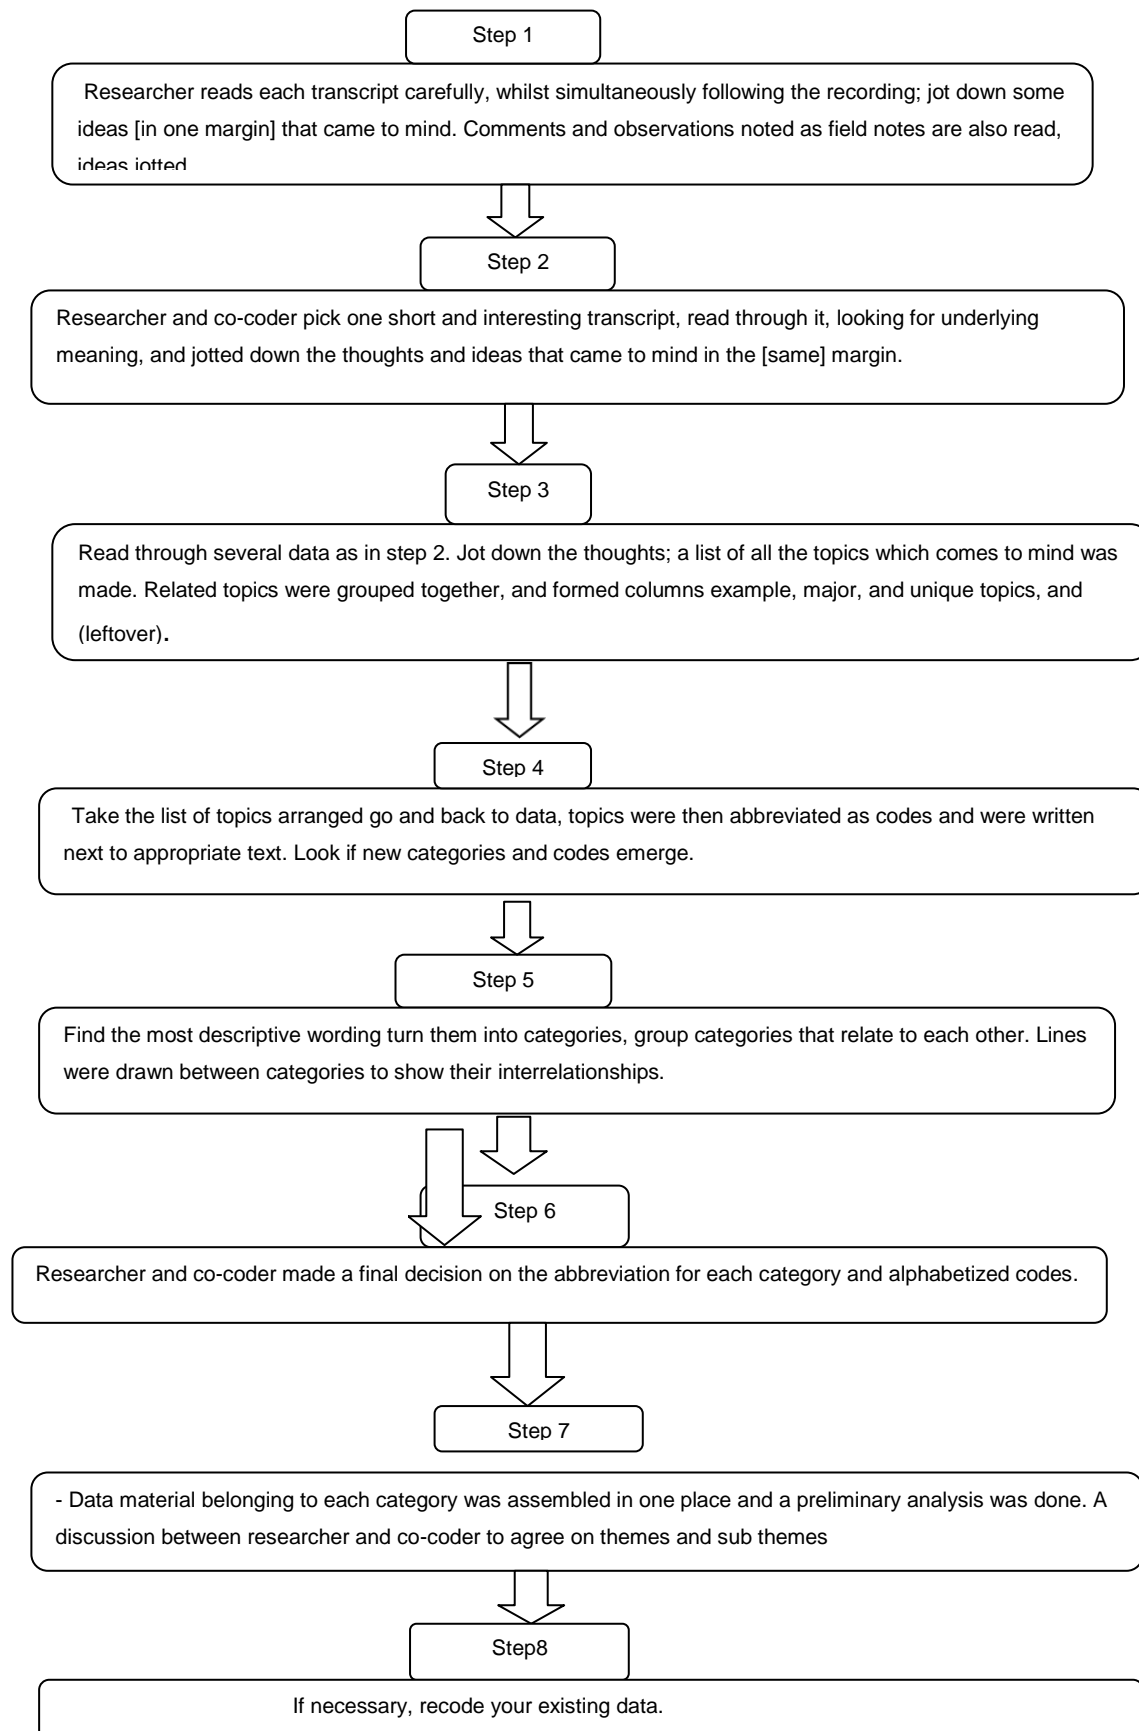 Step 1
Researcher reads each transcript carefully, whilst simultaneously following the recording; jot down some
ideas [in one margin] that came to mind. Comments and observations noted as field notes are also read,
ideas jotted
Step 2
Researcher and co-coder pick one short and interesting transcript, read through it, looking for underlying
meaning, and jotted down the thoughts and ideas that came to mind in the [same] margin.
Step 3
Read through several data as in step 2. Jot down the thoughts; a list of all the topics which comes to mind was
made. Related topics were grouped together, and formed columns example, major, and unique topics, and
(leftover).
Step 4
Take the list of topics arranged go and back to data, topics were then abbreviated as codes and were written
next to appropriate text. Look if new categories and codes emerge.
Step 5
Find the most descriptive wording turn them into categories, group categories that relate to each other. Lines
were drawn between categories to show their interrelationships.
Step 6
Researcher and co-coder made a final decision on the abbreviation for each category and alphabetized codes.
Step 7
- Data material belonging to each category was assembled in one place and a preliminary analysis was done. A
discussion between researcher and co-coder to agree on themes and sub themes
Step8
If necessary, recode your existing data.